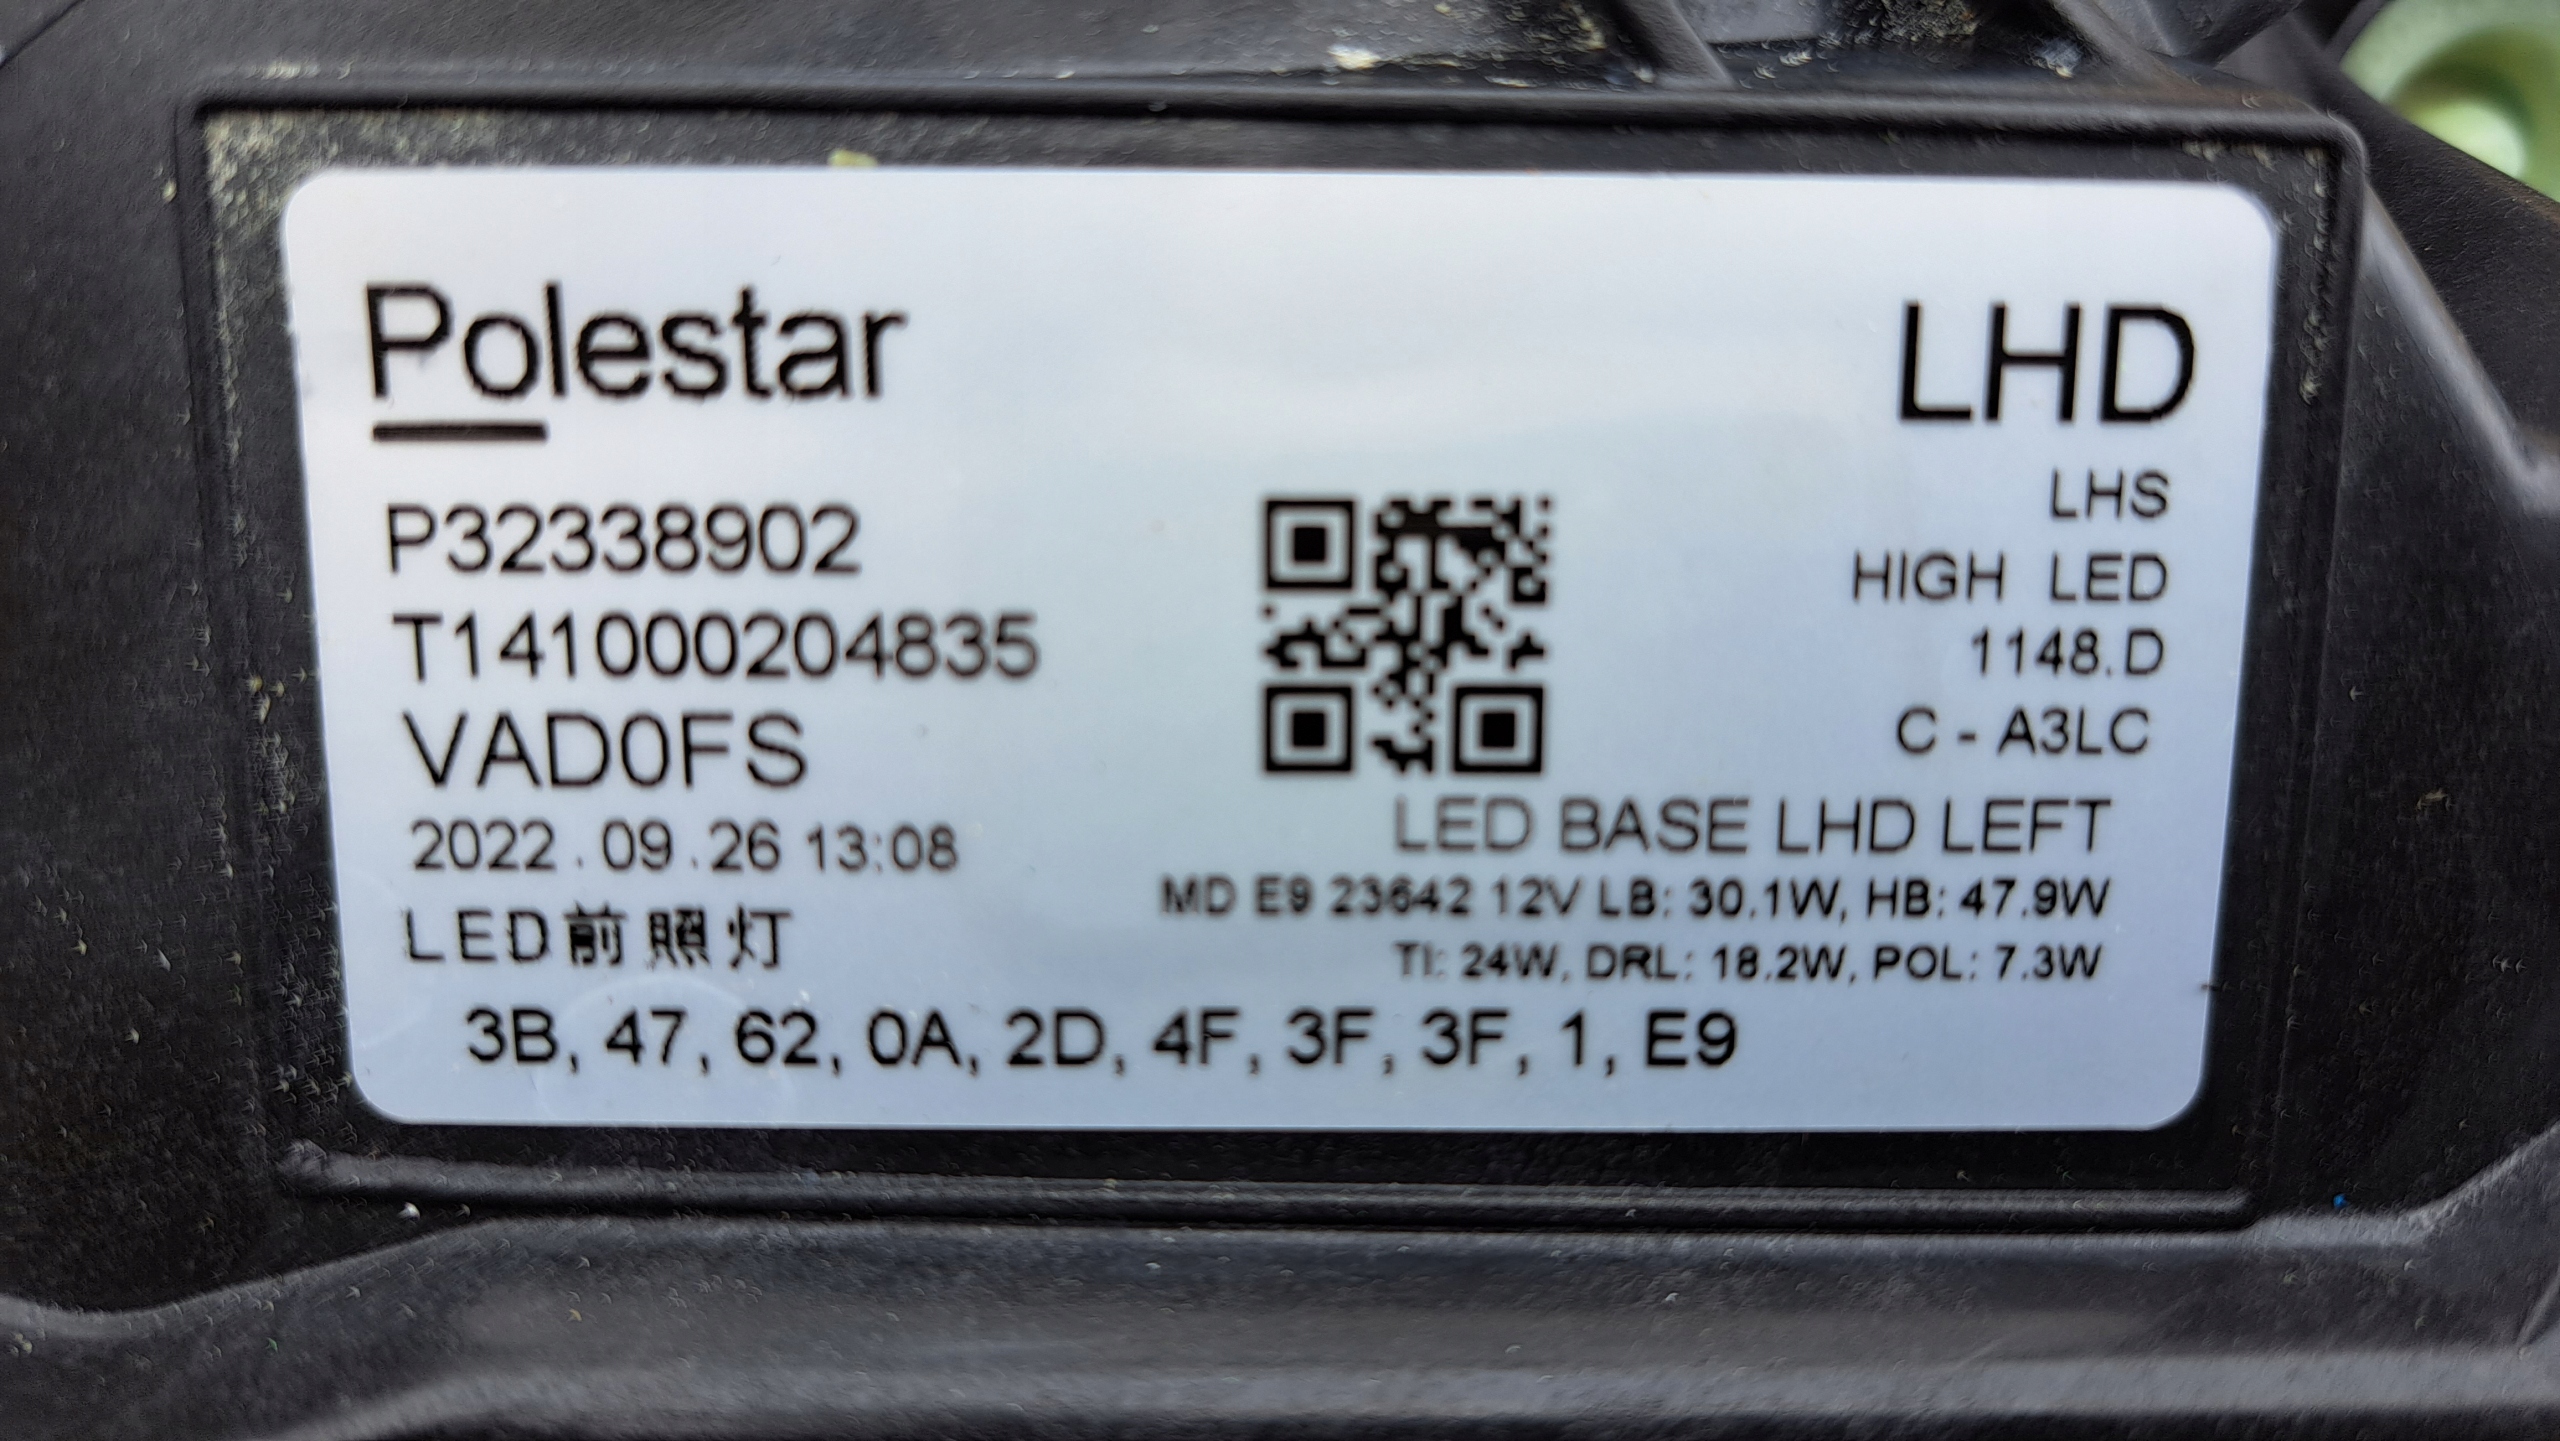 Polestar
LHD
P32338902
T141000204835
VAD0FS
2022.09.26 13:08
LED前照灯
LHS
HIGH LED
1148.D
C - A3LC
LED BASE LHD LEFT
MD E9 23642 12V LB: 30.1W, HB: 47.9W
TI: 24W, DRL: 18.2W, POL: 7.3W
3B, 47, 62, 0A, 2D, 4F, 3F, 3F, 1, E9